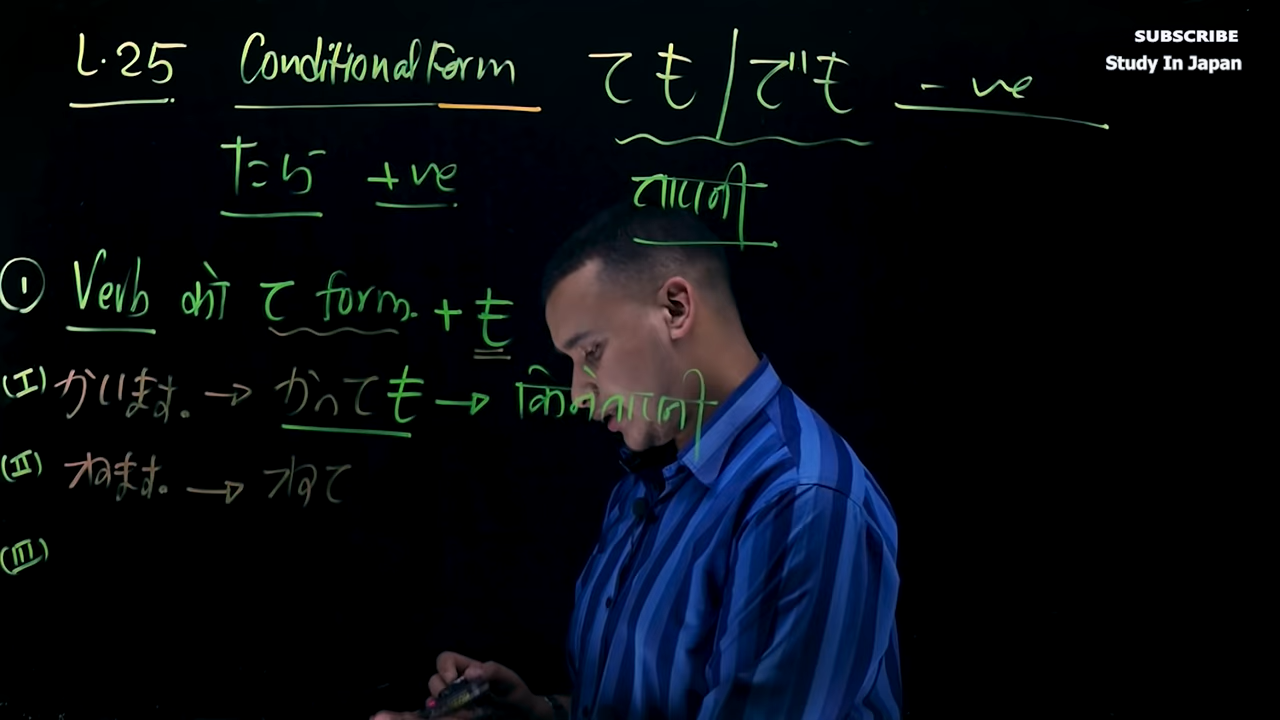 L.25 Conditional Form ても/でも -ve
たら +ve
तापनी
① Verb को て form. + も
(I) かいます。 → かっても → किनेतापनी
(II) ねます。 → ねて
(III)
SUBSCRIBE
Study In Japan